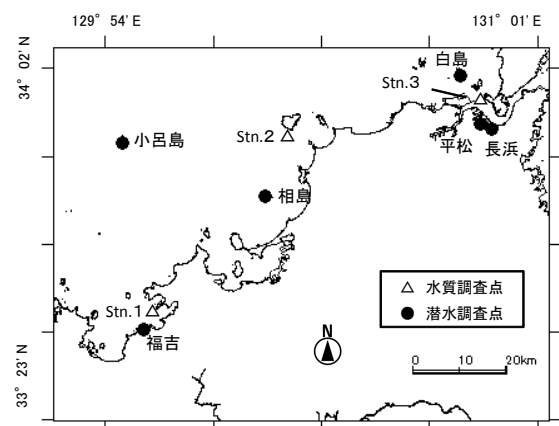 129° 54' E
131° 01' E
34° 02' N
白島
Stn.3
Stn.2
小呂島
平松
長浜
相島
Stn.1
福吉
△ 水質調査点
● 潜水調査点
N
0 10 20km
33° 23' N